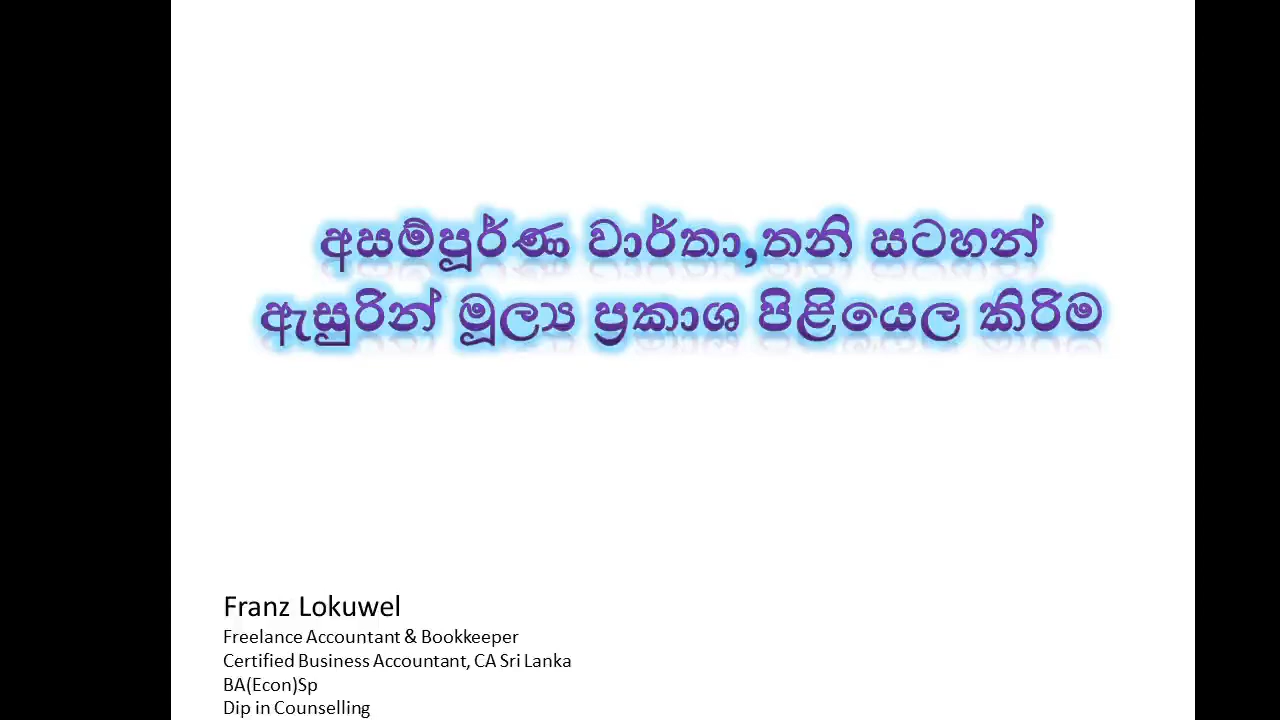 අසම්පූර්ණ වාර්තා,තනි සටහන්
ඇසුරින් මූල්‍ය ප්‍රකාශ පිළියෙල කිරිම
Franz Lokuwel
Freelance Accountant & Bookkeeper
Certified Business Accountant, CA Sri Lanka
BA(Econ)Sp
Dip in Counselling